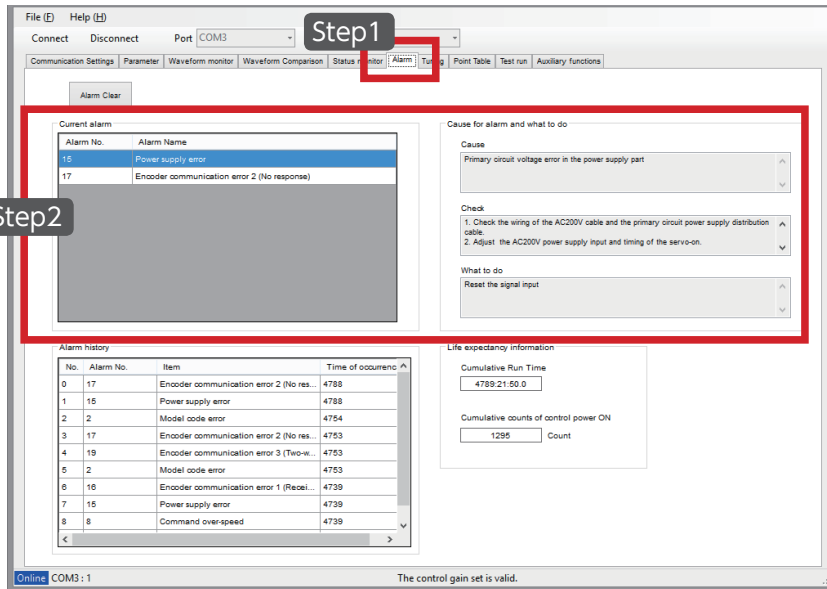 File (F) Help (H)
Connect Disconnect Port COM3
Step1
Communication Settings Parameter Waveform monitor Waveform Comparison Status monitor Alarm Tuning Point Table Test run Auxiliary functions
Alarm Clear
Current alarm
Alarm No. Alarm Name
15 Power supply error
17 Encoder communication error 2 (No response)
Step2
Cause for alarm and what to do
Cause
Primary circuit voltage error in the power supply part
Check
1. Check the wiring of the AC200V cable and the primary circuit power supply distribution
cable.
2. Adjust the AC200V power supply input and timing of the servo-on.
What to do
Reset the signal input
Alarm history
No. Alarm No. Item Time of occurrenc
0 17 Encoder communication error 2 (No res... 4788
1 15 Power supply error 4788
2 2 Model code error 4754
3 17 Encoder communication error 2 (No res... 4753
4 19 Encoder communication error 3 (Two-w... 4753
5 2 Model code error 4753
6 16 Encoder communication error 1 (Recei... 4739
7 15 Power supply error 4739
8 8 Command over-speed 4739
Life expectancy information
Cumulative Run Time
4789:21:50.0
Cumulative counts of control power ON
1295 Count
Online COM3 : 1 The control gain set is valid.